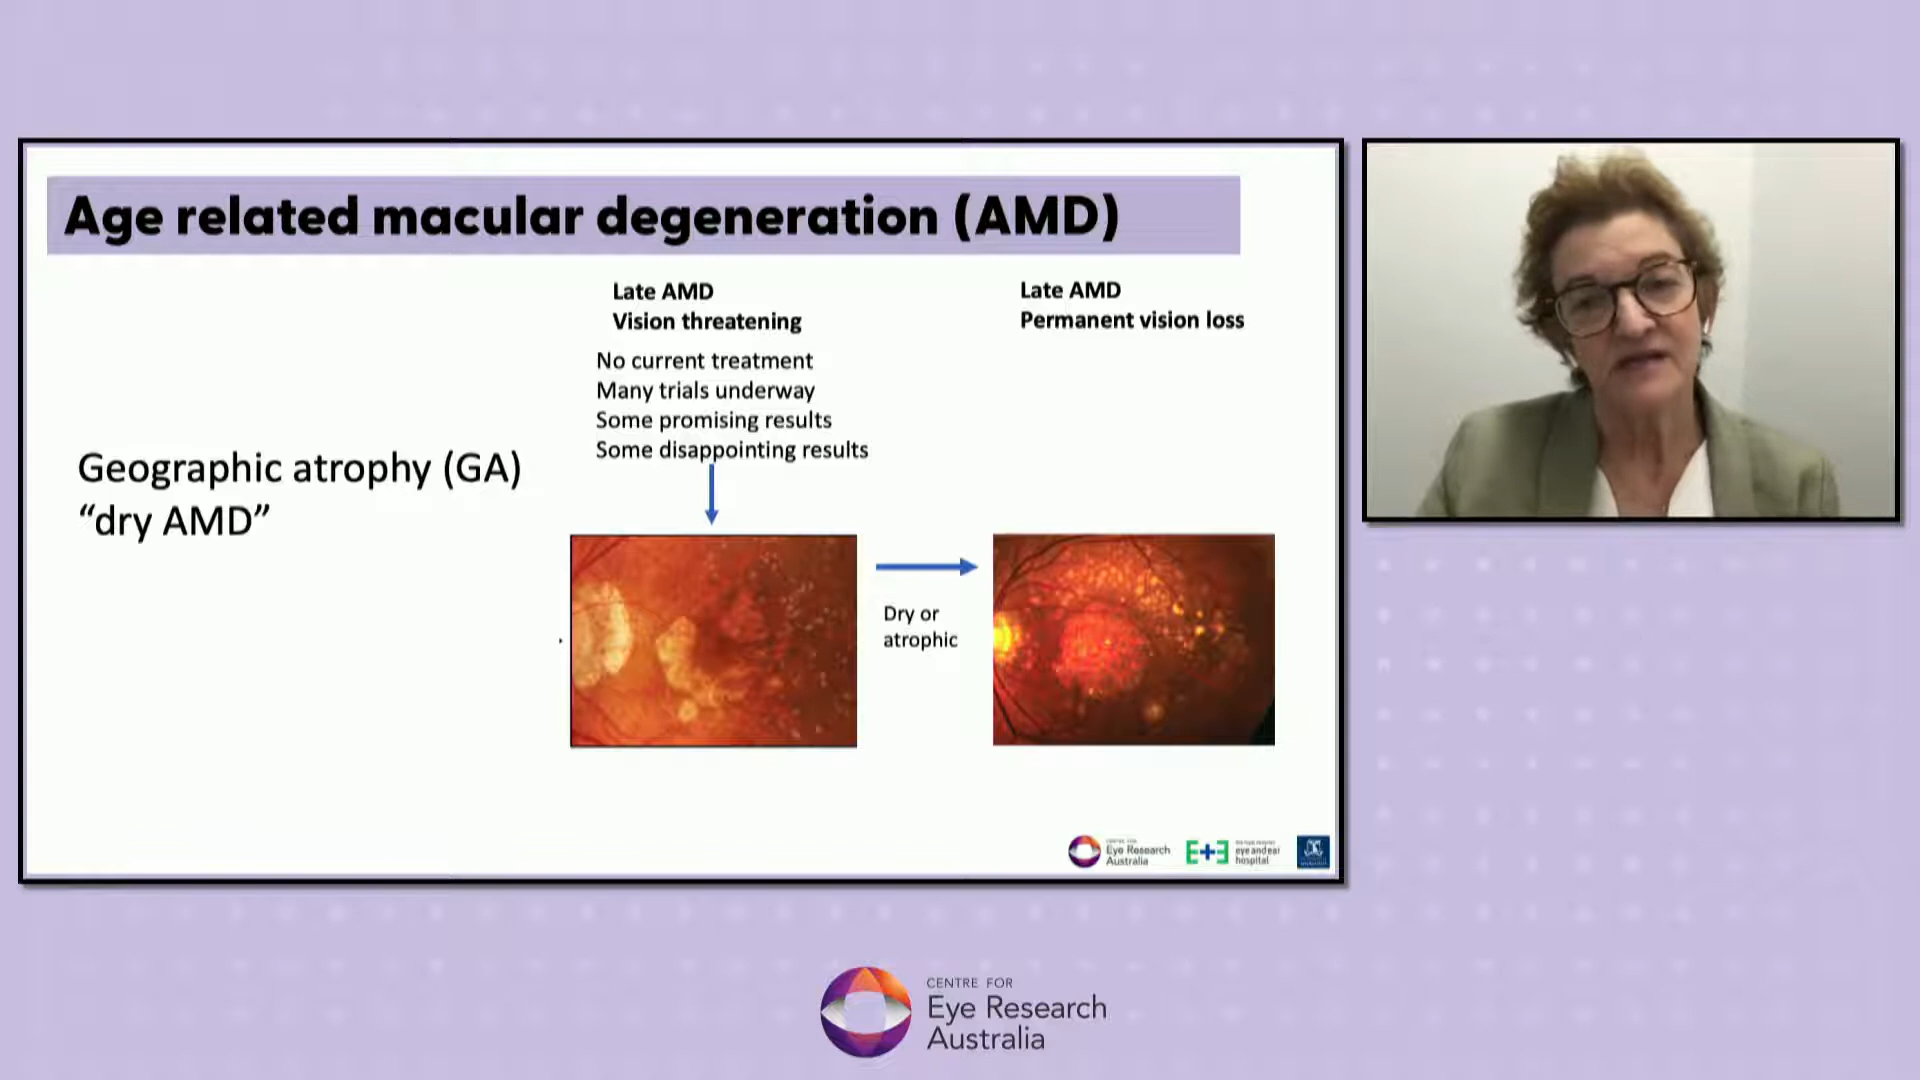 Age related macular degeneration (AMD)
Late AMD
Vision threatening
No current treatment
Many trials underway
Some promising results
Some disappointing results
Late AMD
Permanent vision loss
Geographic atrophy (GA)
“dry AMD”
Dry or
atrophic
Eye Research
Australia
eye and ear
hospital
CENTRE FOR
Eye Research
Australia